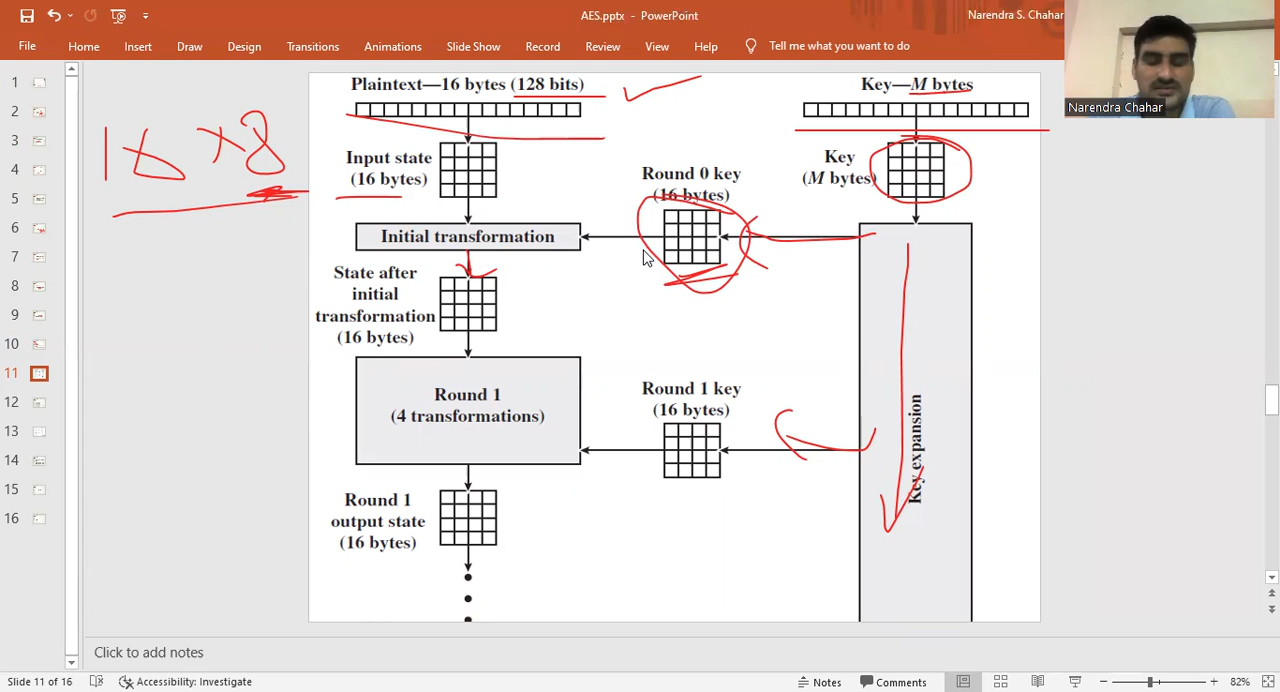 AES.pptx - PowerPoint
Narendra S. Chahar
File Home Insert Draw Design Transitions Animations Slide Show Record Review View Help Tell me what you want to do
Narendra Chahar
1
2
3
4
5
6
7
8
9
10
11
12
13
14
15
16
Plaintext—16 bytes (128 bits)
Key—M bytes
Input state
(16 bytes)
Key
(M bytes)
Round 0 key
(16 bytes)
Initial transformation
State after
initial
transformation
(16 bytes)
Round 1
(4 transformations)
Round 1 key
(16 bytes)
Key expansion
Round 1
output state
(16 bytes)
Click to add notes
Slide 11 of 16 Accessibility: Investigate Notes Comments 82%